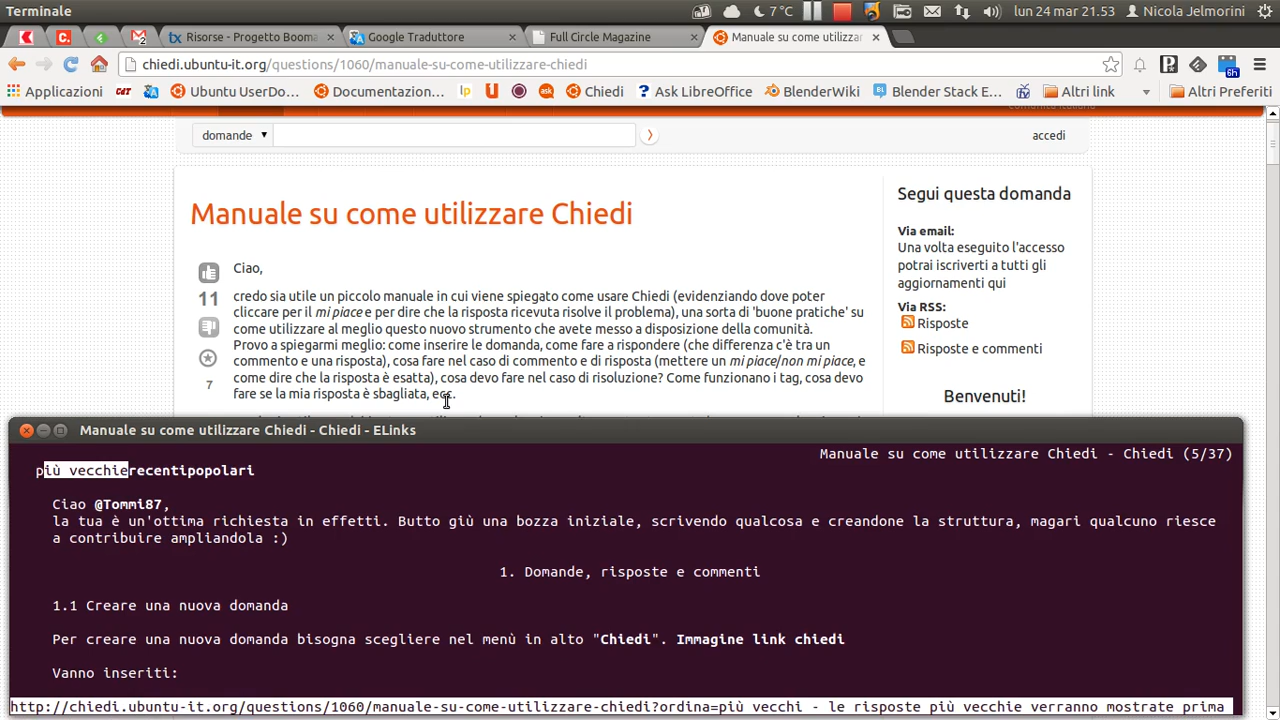 Terminale
7 °C
lun 24 mar 21.53
Nicola Jelmorini
2
Risorse - Progetto Booma
Google Traduttore
Full Circle Magazine
Manuale su come utilizzar
chiedi.ubuntu-it.org/questions/1060/manuale-su-come-utilizzare-chiedi
6h
Applicazioni
CdT
Ubuntu UserDo...
Documentazion...
lp
U
ask
Chiedi
? Ask LibreOffice
BlenderWiki
Blender Stack E...
Altri link
Altri Preferiti
comunità italiana
domande
accedi
Manuale su come utilizzare Chiedi
Ciao,
11
credo sia utile un piccolo manuale in cui viene spiegato come usare Chiedi (evidenziando dove poter
cliccare per il mi piace e per dire che la risposta ricevuta risolve il problema), una sorta di 'buone pratiche' su
come utilizzare al meglio questo nuovo strumento che avete messo a disposizione della comunità.
Provo a spiegarmi meglio: come inserire le domanda, come fare a rispondere (che differenza c'è tra un
commento e una risposta), cosa fare nel caso di commento e di risposta (mettere un mi piace/non mi piace, e
come dire che la risposta è esatta), cosa devo fare nel caso di risoluzione? Come funzionano i tag, cosa devo
7
fare se la mia risposta è sbagliata, ecc.
Segui questa domanda
Via email:
Una volta eseguito l'accesso
potrai iscriverti a tutti gli
aggiornamenti qui
Via RSS:
Risposte
Risposte e commenti
Benvenuti!
Manuale su come utilizzare Chiedi - Chiedi - ELinks
Manuale su come utilizzare Chiedi - Chiedi (5/37)
più vecchierecentipopolari
Ciao @Tommi87,
la tua è un'ottima richiesta in effetti. Butto giù una bozza iniziale, scrivendo qualcosa e creandone la struttura, magari qualcuno riesce
a contribuire ampliandola :)
1. Domande, risposte e commenti
1.1 Creare una nuova domanda
Per creare una nuova domanda bisogna scegliere nel menù in alto "Chiedi". Immagine link chiedi
Vanno inseriti:
http://chiedi.ubuntu-it.org/questions/1060/manuale-su-come-utilizzare-chiedi?ordina=più vecchi - le risposte più vecchie verranno mostrate prima